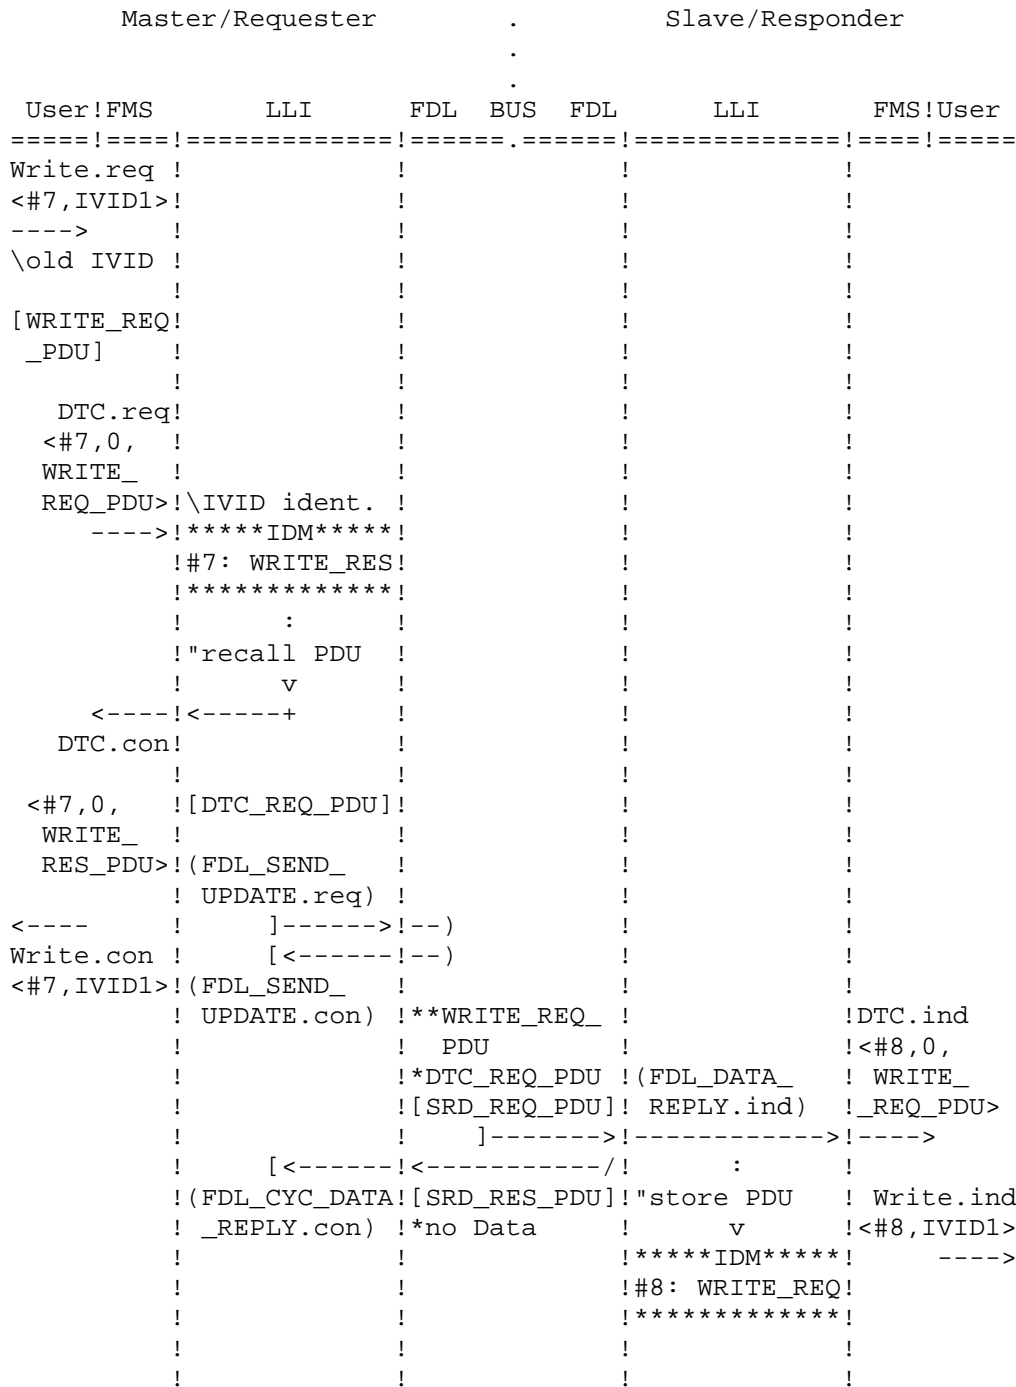 Master/Requester         .         Slave/Responder
                                .
                                .
 User!FMS       LLI      FDL  BUS  FDL      LLI       FMS!User
=====!====!=============!======.======!=============!====!=====
Write.req !             !             !             !
<#7,IVID1>!             !             !             !
---->     !             !             !             !
\old IVID !             !             !             !
          !             !             !             !
[WRITE_REQ!             !             !             !
 _PDU]    !             !             !             !
          !             !             !             !
   DTC.req!             !             !             !
  <#7,0,  !             !             !             !
  WRITE_  !             !             !             !
  REQ_PDU>!\IVID ident. !             !             !
     ---->!*****IDM*****!             !             !
          !#7: WRITE_RES!             !             !
          !*************!             !             !
          !      :      !             !             !
          !"recall PDU  !             !             !
          !      v      !             !             !
     <----!<-----+      !             !             !
   DTC.con!             !             !             !
          !             !             !             !
 <#7,0,   ![DTC_REQ_PDU]!             !             !
  WRITE_  !             !             !             !
  RES_PDU>!(FDL_SEND_   !             !             !
          ! UPDATE.req) !             !             !
<----     !     ]------>!--)          !             !
Write.con !     [<------!--)          !             !
<#7,IVID1>!(FDL_SEND_   !             !             !
          ! UPDATE.con) !**WRITE_REQ_ !             !DTC.ind
          !             !  PDU        !             !<#8,0,
          !             !*DTC_REQ_PDU !(FDL_DATA_   ! WRITE_
          !             ![SRD_REQ_PDU]! REPLY.ind)  !_REQ_PDU>
          !             !    ]------->!------------>!---->
          !     [<------!<-----------/!      :      !
          !(FDL_CYC_DATA![SRD_RES_PDU]!"store PDU   ! Write.ind
          ! _REPLY.con) !*no Data     !      v      !<#8,IVID1>
          !             !             !*****IDM*****!     ---->
          !             !             !#8: WRITE_REQ!
          !             !             !*************!
          !             !             !             !
          !             !             !             !